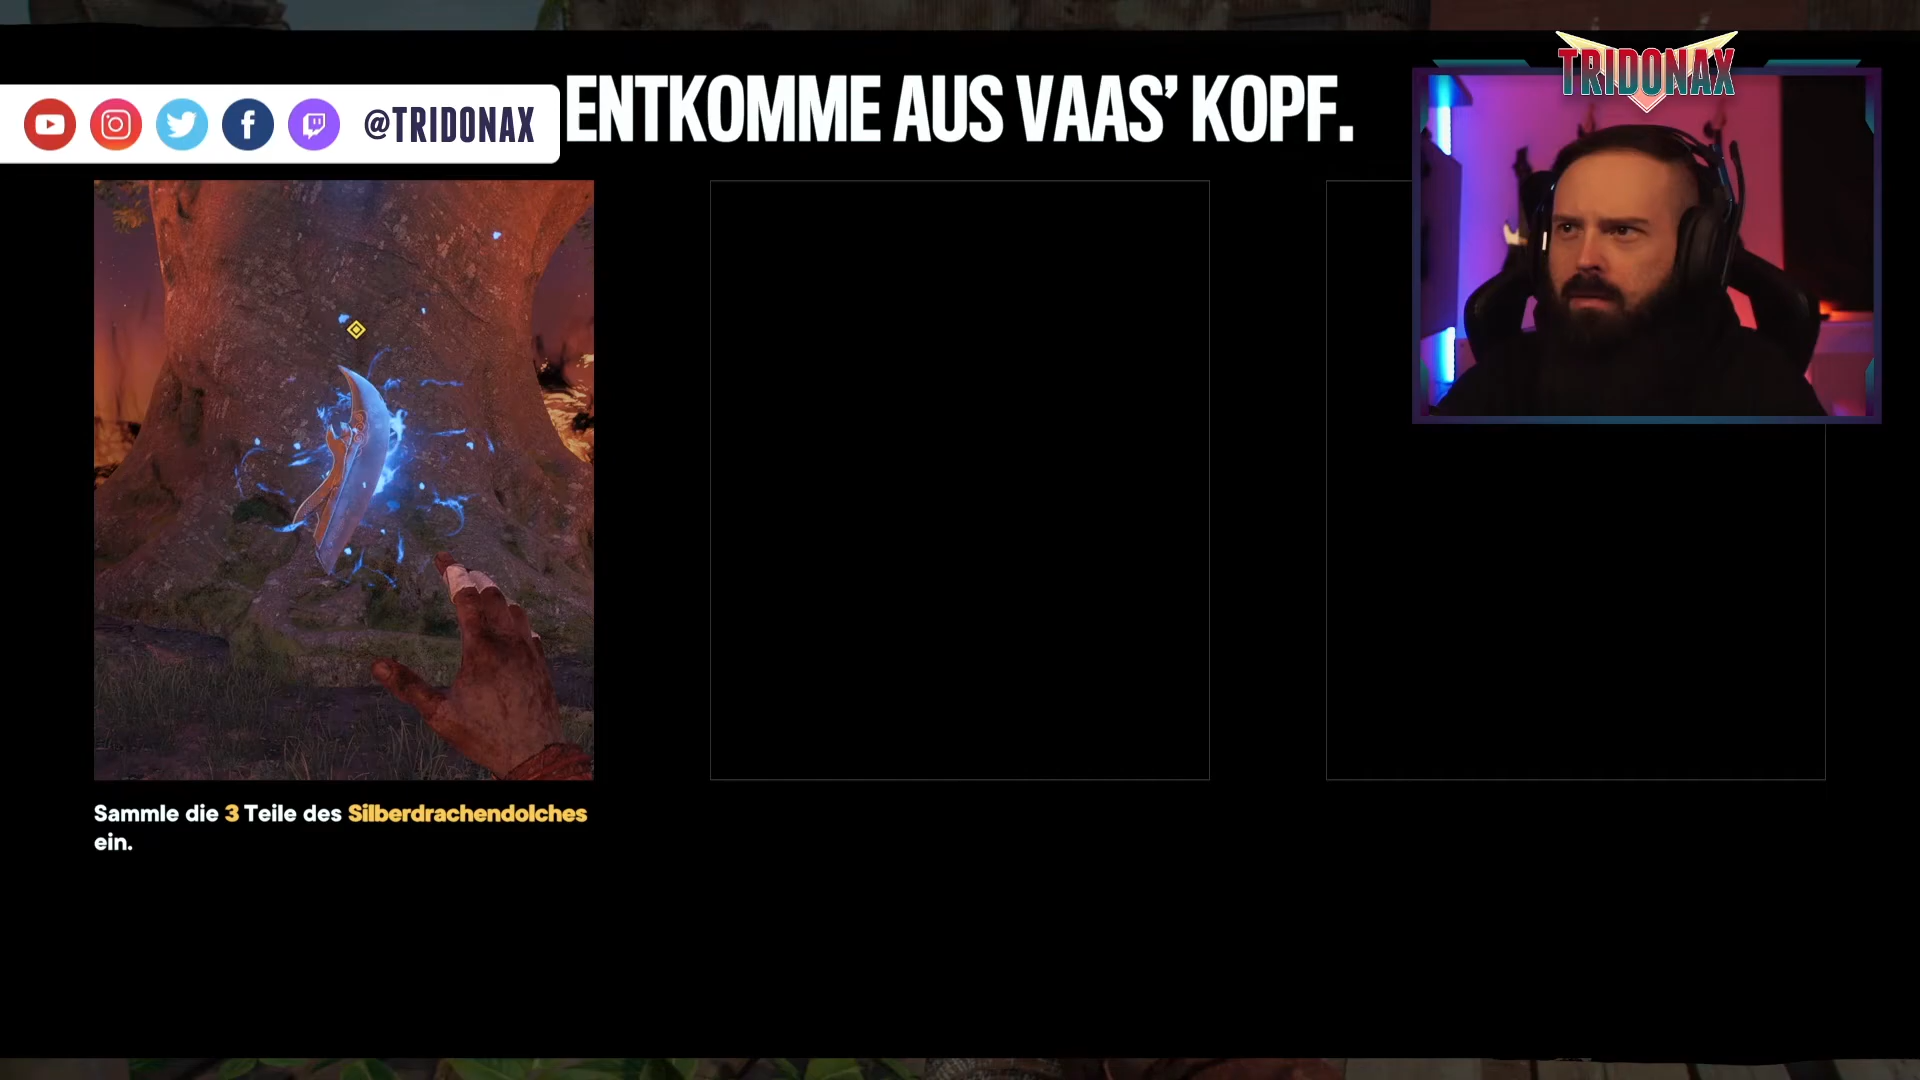 TRIDONAX
@TRIDONAX
ENTKOMME AUS VAAS’ KOPF.
Sammle die 3 Teile des Silberdrachendolches
ein.